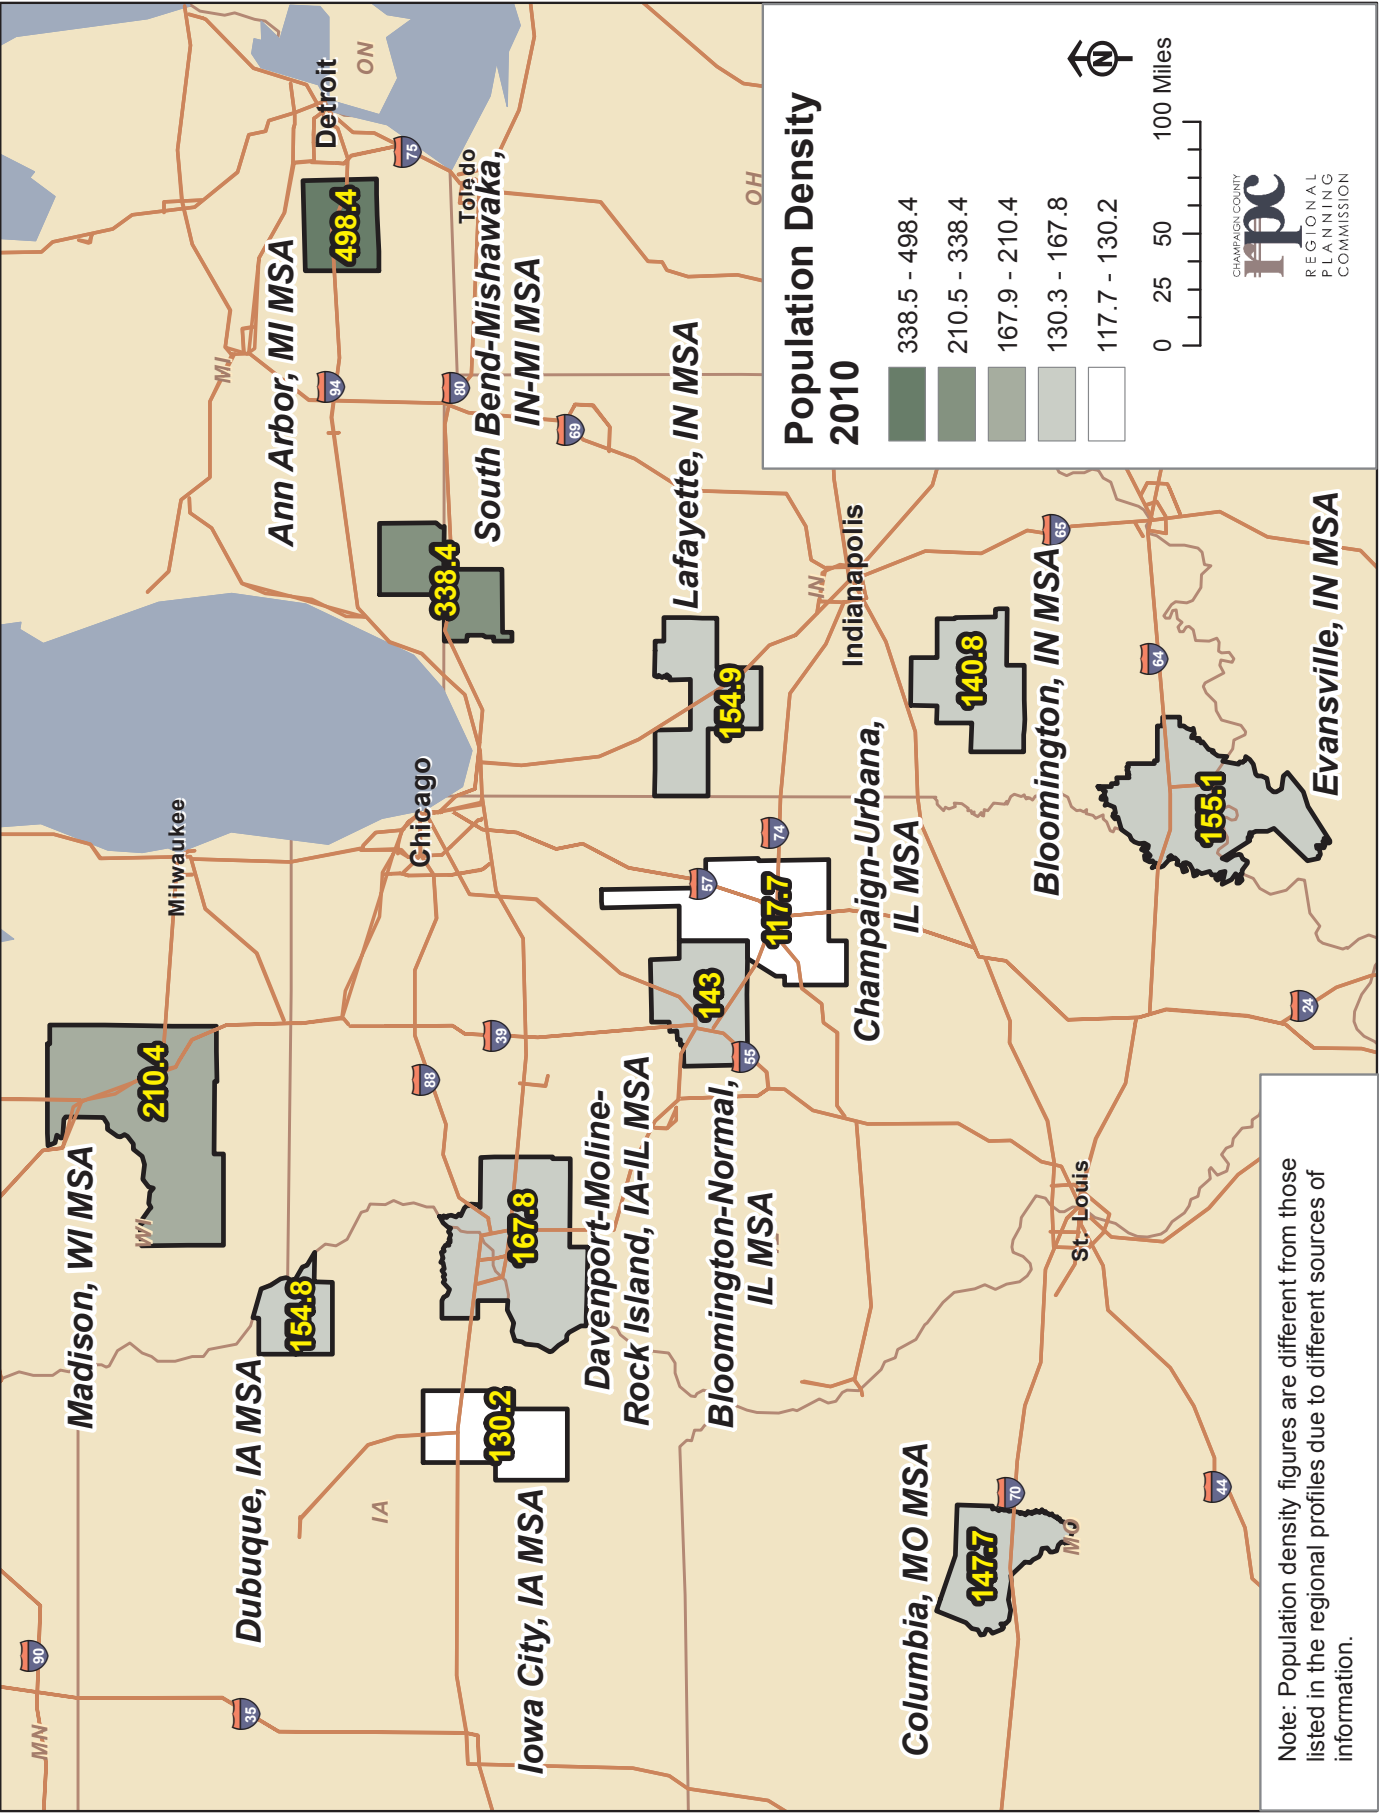 MN
90
35
WI
Madison, WI MSA
210.4
Milwaukee
Dubuque, IA MSA
154.8
IA
Iowa City, IA MSA
130.2
167.8
Davenport-Moline-
Rock Island, IA-IL MSA
88
39
Chicago
MI
Ann Arbor, MI MSA
498.4
Detroit
ON
94
75
80
Toledo
338.4
South Bend-Mishawaka,
IN-MI MSA
69
Lafayette, IN MSA
154.9
OH
Bloomington-Normal,
IL MSA
143
55
57
117.7
74
Champaign-Urbana,
IL MSA
IN
Indianapolis
140.8
Bloomington, IN MSA
65
64
155.1
Evansville, IN MSA
Columbia, MO MSA
147.7
70
MO
St. Louis
44
24
Population Density
2010
338.5 - 498.4
210.5 - 338.4
167.9 - 210.4
130.3 - 167.8
117.7 - 130.2
N
0 25 50 100 Miles
CHAMPAIGN COUNTY
rpc
REGIONAL
PLANNING
COMMISSION
Note: Population density figures are different from those
listed in the regional profiles due to different sources of
information.